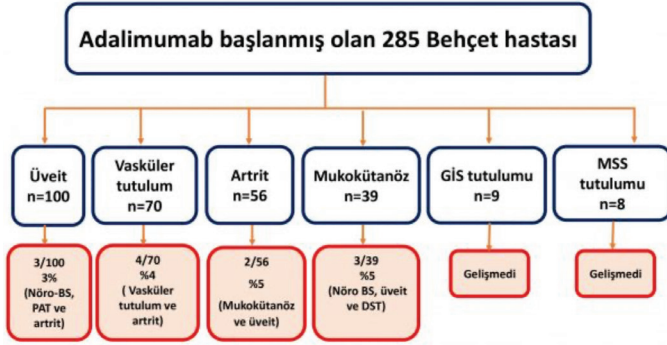 Adalimumab başlanmış olan 285 Behçet hastası
Üveit
n=100
Vasküler
tutulum
n=70
Artrit
n=56
Mukokütanöz
n=39
GİS tutulumu
n=9
MSS
tutulumu
n=8
3/100
3%
(Nöro-BS,
PAT ve
artrit)
4/70
%4
( Vasküler
tutulum ve
artrit)
2/56
%5
(Mukokütanöz
ve üveit)
3/39
%5
(Nöro BS, üveit
ve DST)
Gelişmedi
Gelişmedi